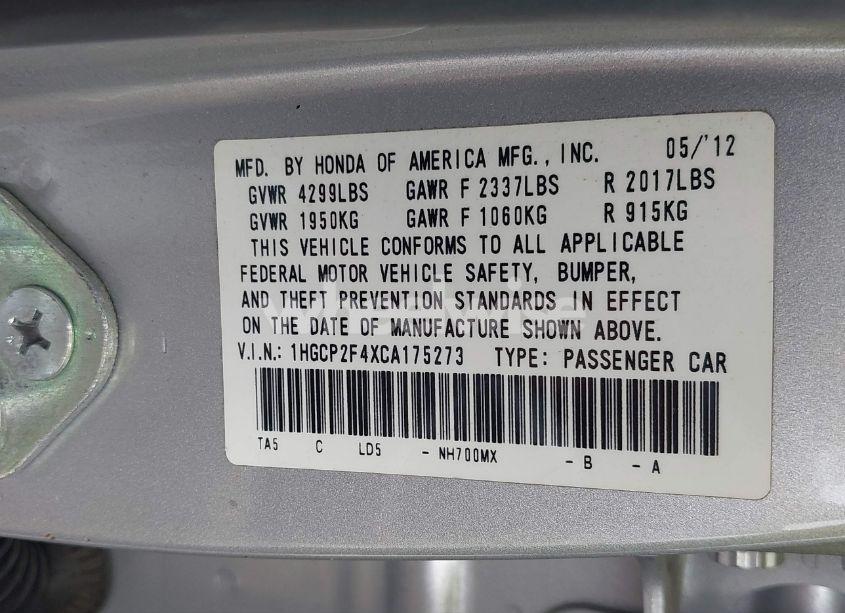 MFD. BY HONDA OF AMERICA MFG., INC. 05/'12
GVWR 4299LBS GAWR F 2337LBS R 2017LBS
GVWR 1950KG GAWR F 1060KG R 915KG
THIS VEHICLE CONFORMS TO ALL APPLICABLE
FEDERAL MOTOR VEHICLE SAFETY, BUMPER,
AND THEFT PREVENTION STANDARDS IN EFFECT
ON THE DATE OF MANUFACTURE SHOWN ABOVE.
V.I.N.: 1HGCP2F4XCA175273 TYPE: PASSENGER CAR
TA5 C LD5 - NH700MX - B - A